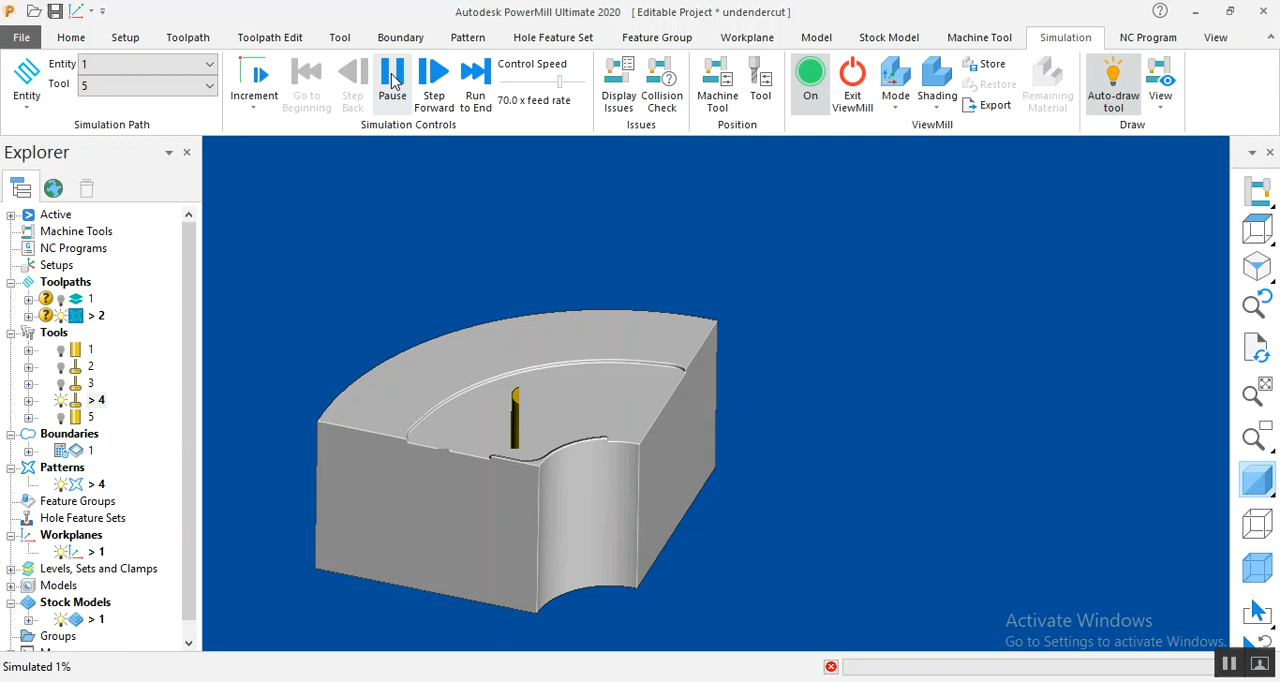 Autodesk PowerMill Ultimate 2020 [ Editable Project * undendercut ]
File Home Setup Toolpath Toolpath Edit Tool Boundary Pattern Hole Feature Set Feature Group Workplane Model Stock Model Machine Tool Simulation NC Program View
Entity
Entity 1
Tool 5
Simulation Path
Increment
Go to Beginning
Step Back
Pause
Step Forward
Run to End
Control Speed
70.0 x feed rate
Simulation Controls
Display Issues
Collision Check
Issues
Machine Tool
Tool
Position
On
Exit ViewMill
Mode
Shading
Store
Restore
Export
Remaining Material
ViewMill
Auto-draw tool
View
Draw
Explorer
Active
Machine Tools
NC Programs
Setups
Toolpaths
1
> 2
Tools
1
2
3
> 4
5
Boundaries
1
Patterns
> 4
Feature Groups
Hole Feature Sets
Workplanes
> 1
Levels, Sets and Clamps
Models
Stock Models
> 1
Groups
Activate Windows
Go to Settings to activate Windows.
Simulated 1%